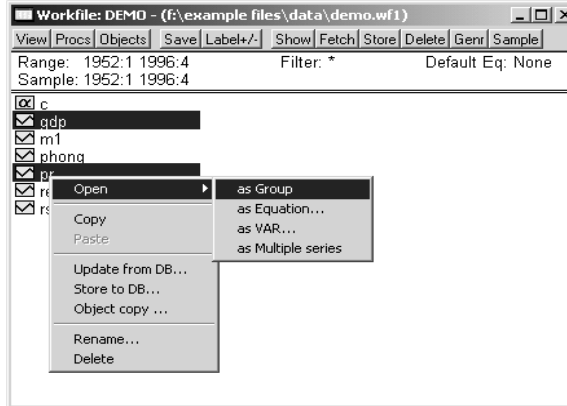 Workfile: DEMO - (f:\example files\data\demo.wf1)
View Procs Objects Save Label+/- Show Fetch Store Delete Genr Sample
Range: 1952:1 1996:4 Filter: * Default Eq: None
Sample: 1952:1 1996:4
c
gdp
m1
phong
pr
re
rs
Open
Copy
Paste
Update from DB...
Store to DB...
Object copy ...
Rename...
Delete
as Group
as Equation...
as VAR...
as Multiple series